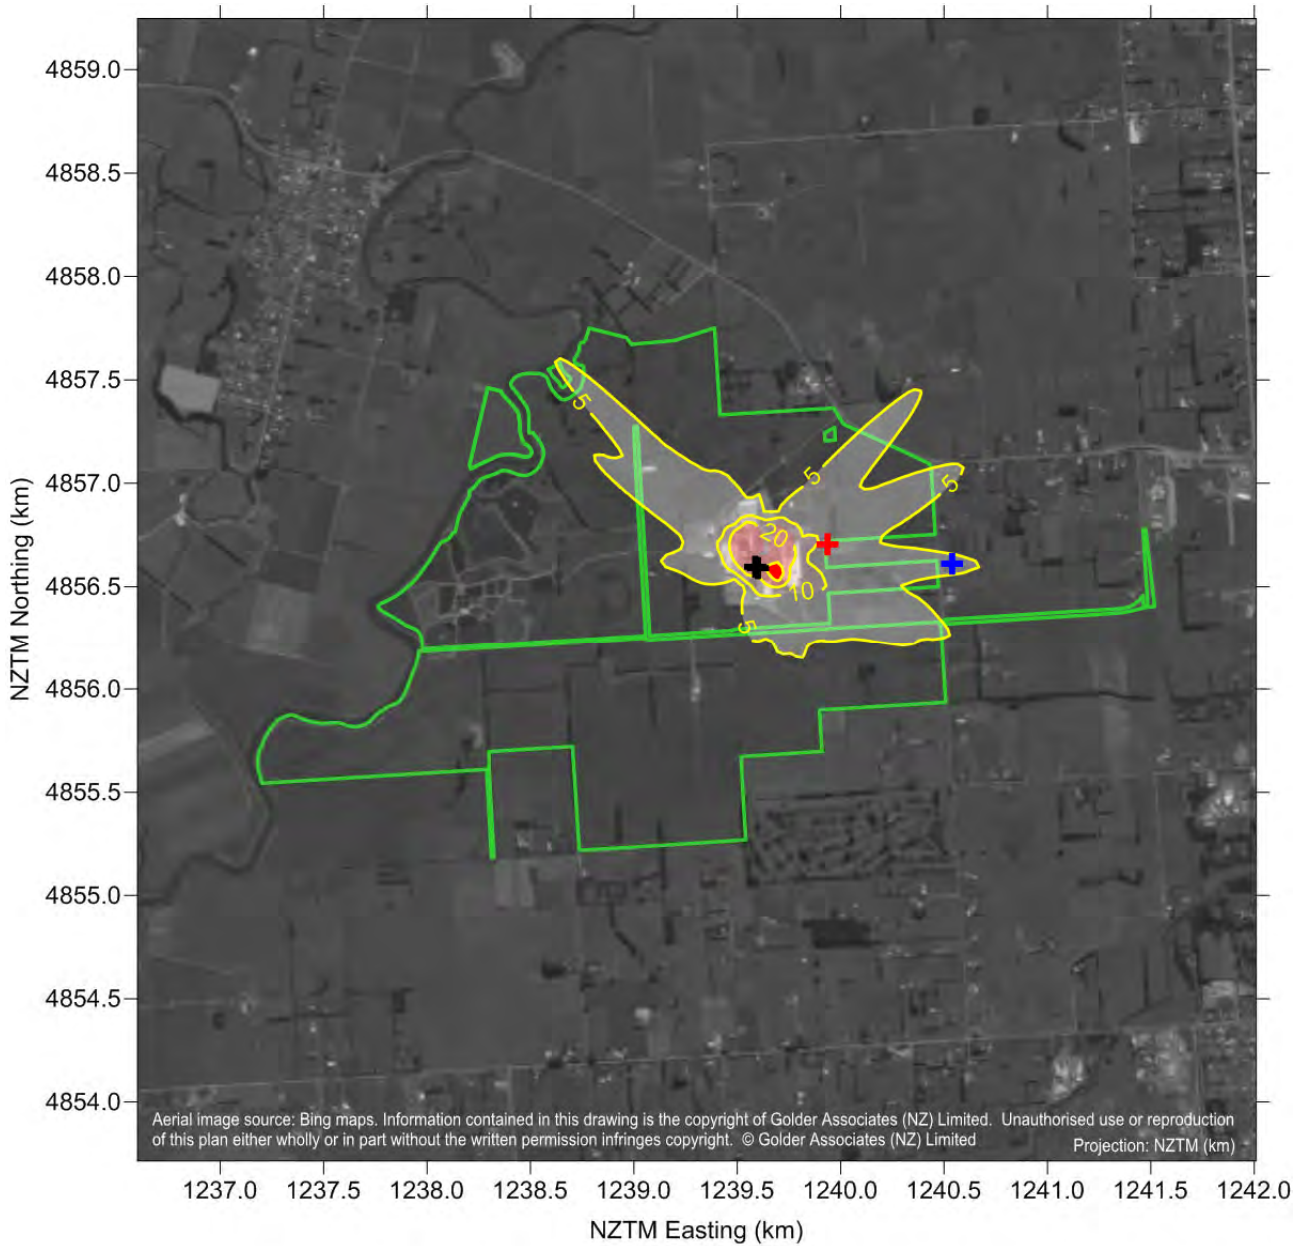 4859.0
4858.5
4858.0
4857.5
4857.0
4856.5
4856.0
4855.5
4855.0
4854.5
4854.0
NZTM Northing (km)
5
5
5
20
10
5
Aerial image source: Bing maps. Information contained in this drawing is the copyright of Golder Associates (NZ) Limited. Unauthorised use or reproduction
of this plan either wholly or in part without the written permission infringes copyright. © Golder Associates (NZ) Limited
Projection: NZTM (km)
1237.0 1237.5 1238.0 1238.5 1239.0 1239.5 1240.0 1240.5 1241.0 1241.5 1242.0
NZTM Easting (km)